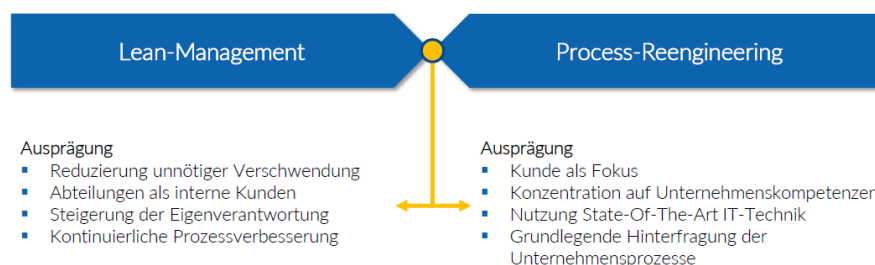 Lean-Management
Process-Reengineering
Ausprägung
▪ Reduzierung unnötiger Verschwendung
▪ Abteilungen als interne Kunden
▪ Steigerung der Eigenverantwortung
▪ Kontinuierliche Prozessverbesserung
Ausprägung
▪ Kunde als Fokus
▪ Konzentration auf Unternehmenskompetenzen
▪ Nutzung State-Of-The-Art IT-Technik
▪ Grundlegende Hinterfragung der
Unternehmensprozesse